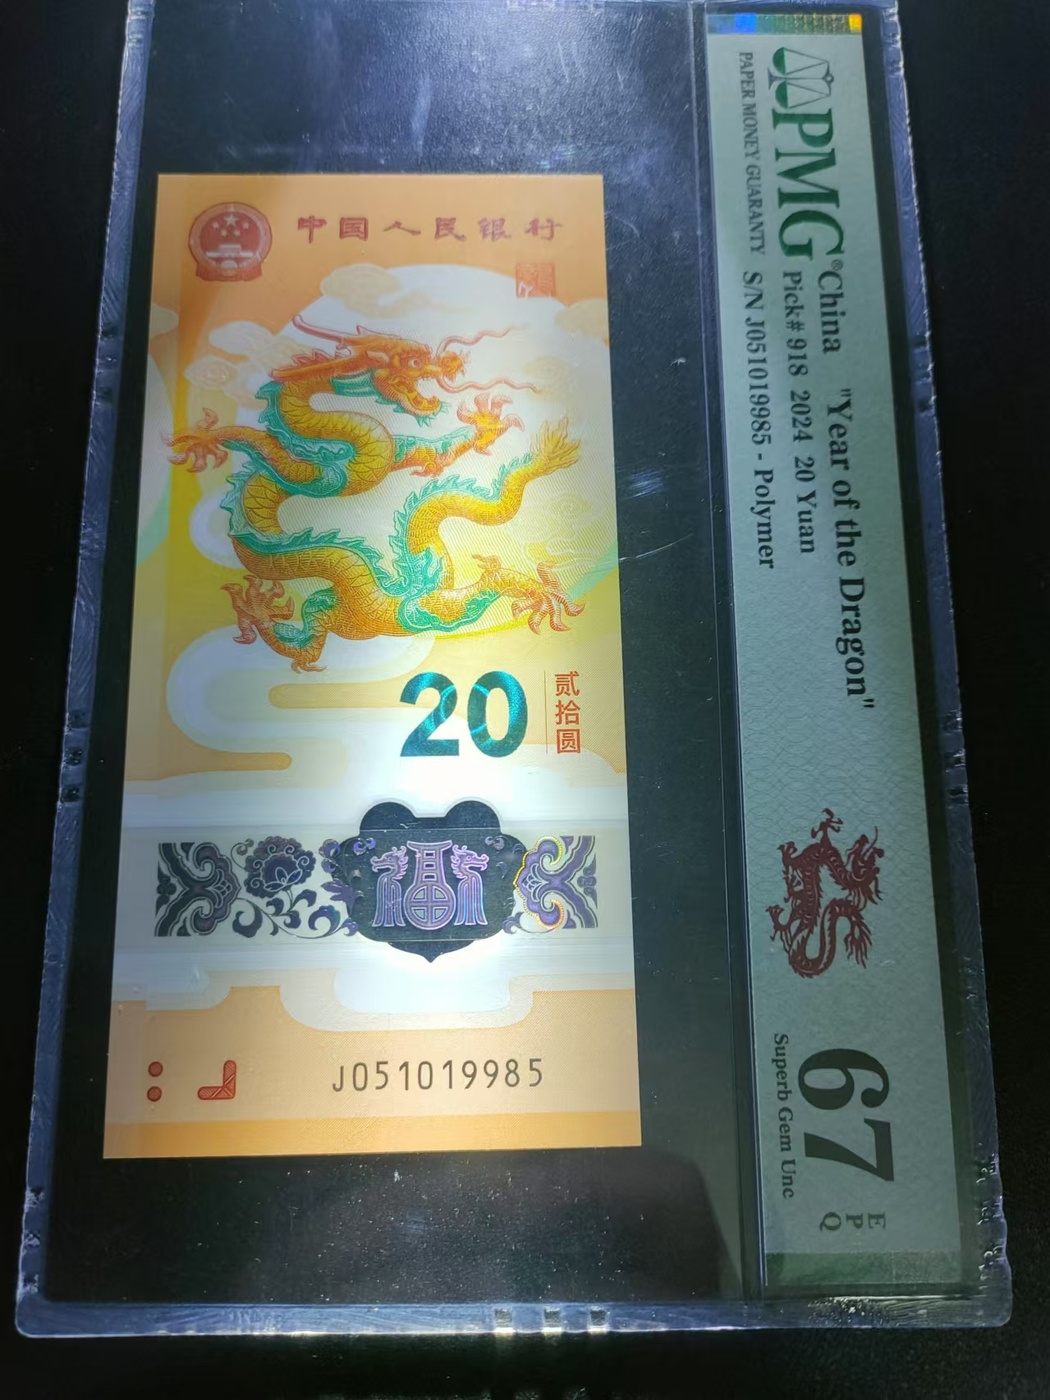 中国人民银行
20
贰拾圆
J051019985
PMG®
PAPER MONEY GUARANTY
China "Year of the Dragon"
Pick# 918 2024 20 Yuan
S/N J051019985 - Polymer
67
EPQ
Superb Gem Unc